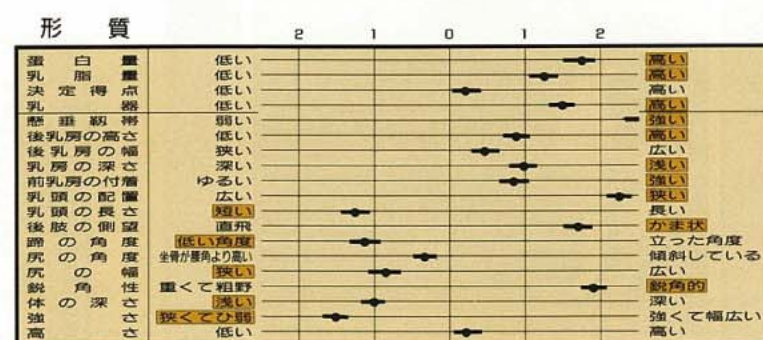 形 質 2 1 0 1 2
蛋白量 低い 高い
乳脂量 低い 高い
決定得点 低い 高い
乳器 低い 高い
懸垂靱帯 弱い 強い
後乳房の高さ 低い 高い
後乳房の幅 狭い 広い
乳房の深さ 深い 浅い
前乳房の付着 ゆるい 強い
乳頭の配置 広い 狭い
乳頭の長さ 短い 長い
後肢の側望 直飛 かま状
蹄の角度 低い角度 立った角度
尻の角度 坐骨が腰角より高い 傾斜している
尻の幅 狭い 広い
鋭角性 重くて粗野 鋭角的
体の深さ 浅い 深い
強さ 狭くてひ弱 強くて幅広い
高さ 低い 高い